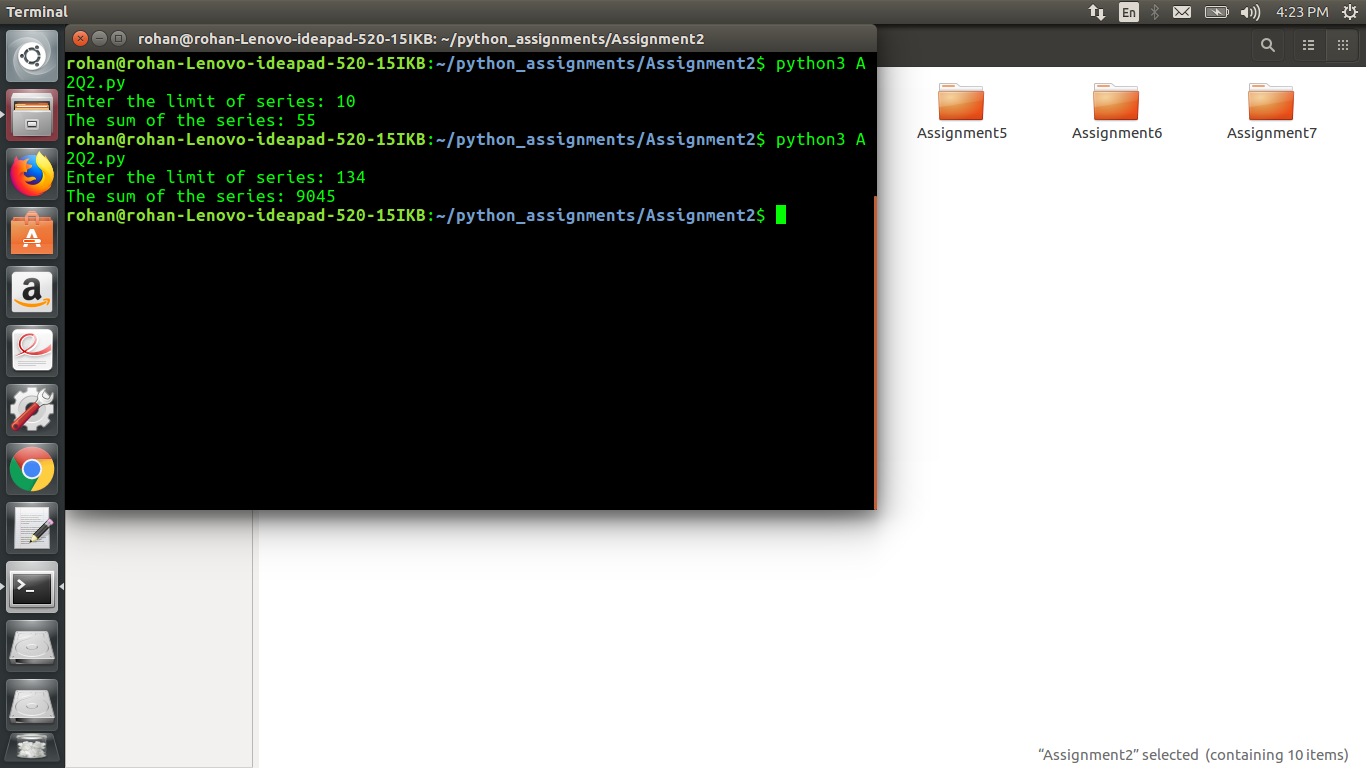 Terminal
En
4:23 PM
rohan@rohan-Lenovo-ideapad-520-15IKB: ~/python_assignments/Assignment2
rohan@rohan-Lenovo-ideapad-520-15IKB:~/python_assignments/Assignment2$ python3 A
2Q2.py
Enter the limit of series: 10
The sum of the series: 55
rohan@rohan-Lenovo-ideapad-520-15IKB:~/python_assignments/Assignment2$ python3 A
2Q2.py
Enter the limit of series: 134
The sum of the series: 9045
rohan@rohan-Lenovo-ideapad-520-15IKB:~/python_assignments/Assignment2$
Assignment5
Assignment6
Assignment7
“Assignment2” selected (containing 10 items)